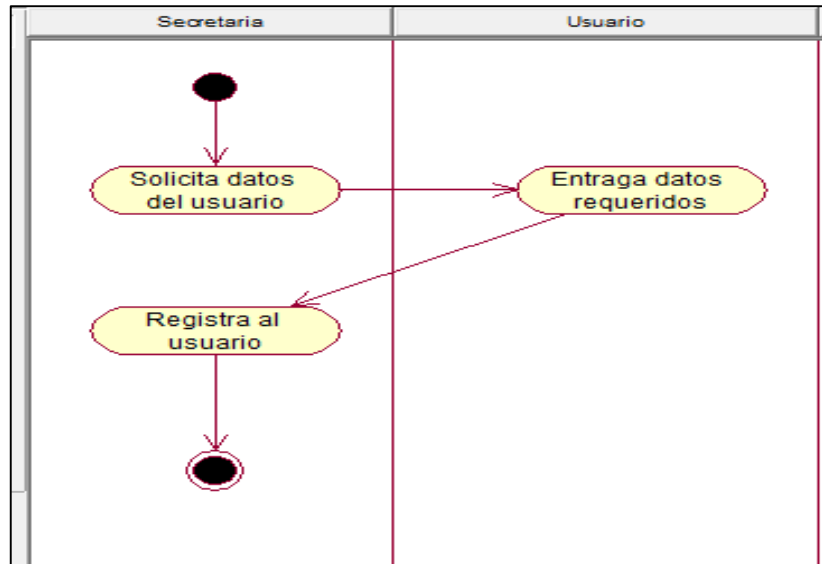 Secretaria
Usuario
Solicita datos
del usuario
Entraga datos
requeridos
Registra al
usuario